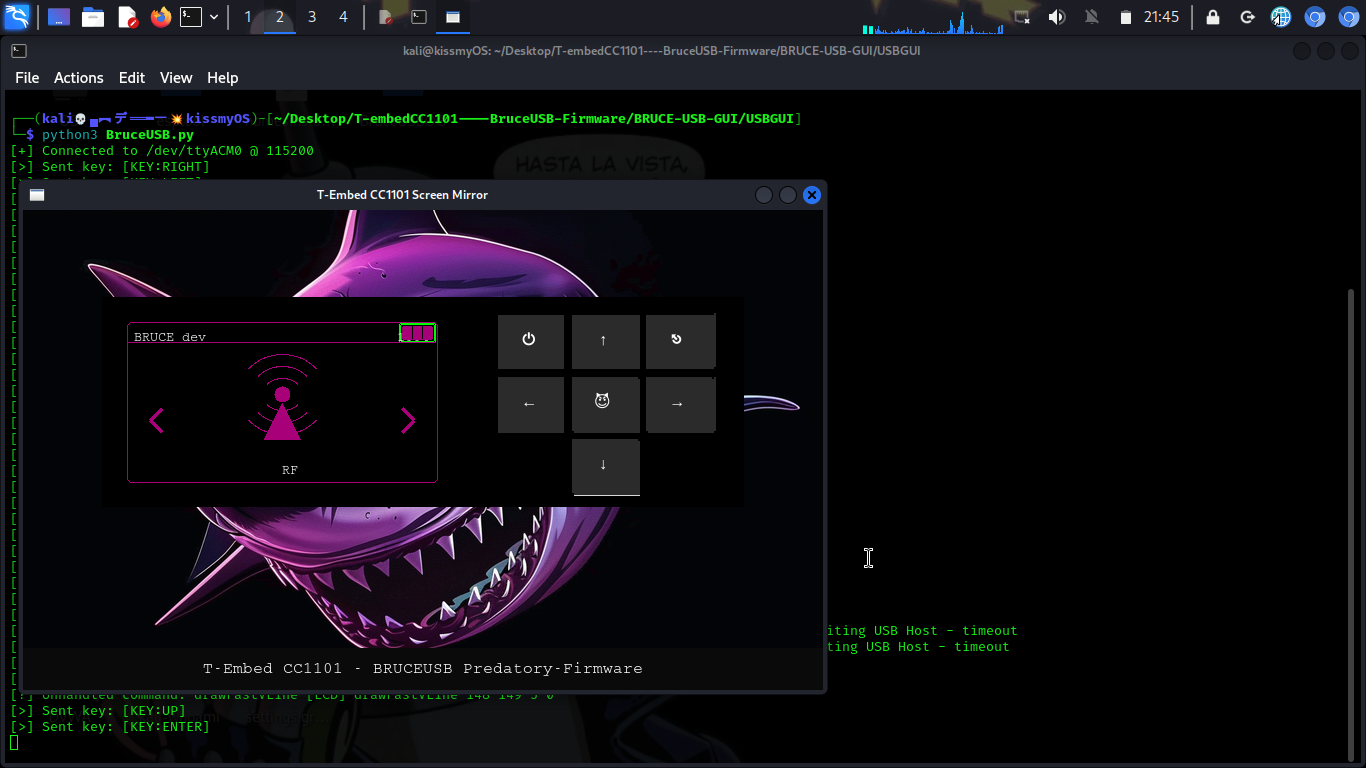 1 2 3 4 21:45
kali@kissmyOS: ~/Desktop/T-embedCC1101----BruceUSB-Firmware/BRUCE-USB-GUI/USBGUI
File Actions Edit View Help
(kali💀▄︻デ══━一💥kissmyOS)-[~/Desktop/T-embedCC1101----BruceUSB-Firmware/BRUCE-USB-GUI/USBGUI]
$ python3 BruceUSB.py
[+] Connected to /dev/ttyACM0 @ 115200
[>] Sent key: [KEY:RIGHT]
HASTA LA VISTA,
T-Embed CC1101 Screen Mirror
BRUCE dev
RF
iting USB Host - timeout
ting USB Host - timeout
T-Embed CC1101 - BRUCEUSB Predatory-Firmware
[?] Unhandled command: drawFastVLine [LCD] drawFastVLine 148 149 5 0
[>] Sent key: [KEY:UP]
[>] Sent key: [KEY:ENTER]